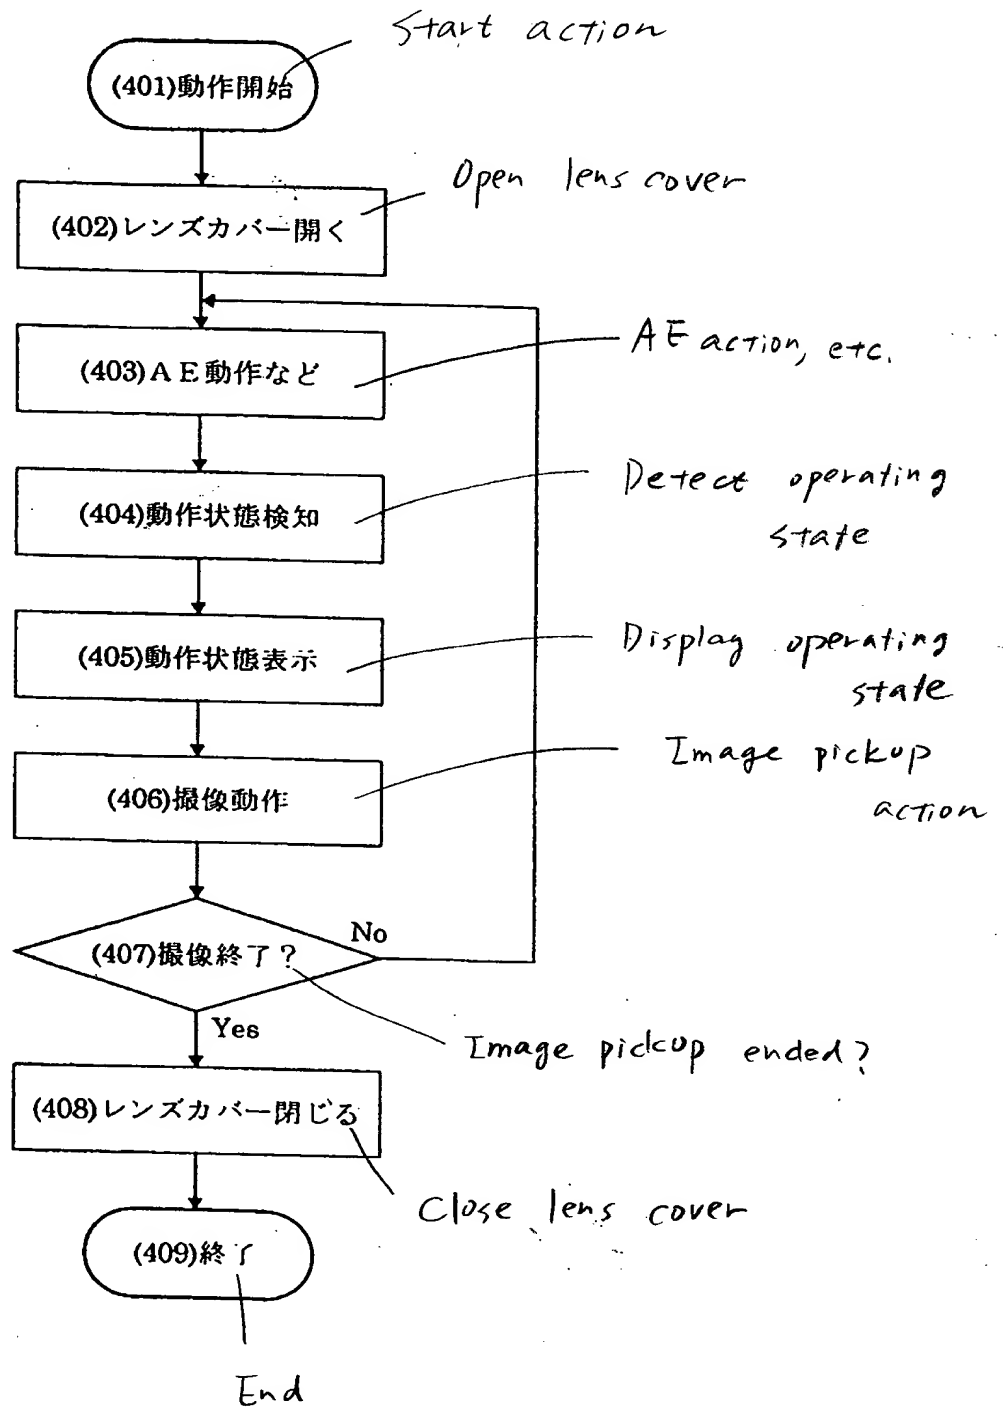 Start action
(401)動作開始
Open lens cover
(402)レンズカバー開く
AE action, etc.
(403)AE動作など
Detect operating
state
(404)動作状態検知
Display operating
state
(405)動作状態表示
Image pickup
action
(406)撮像動作
No
(407)撮像終了?
Yes
Image pickup ended?
(408)レンズカバー閉じる
Close lens cover
(409)終了
End